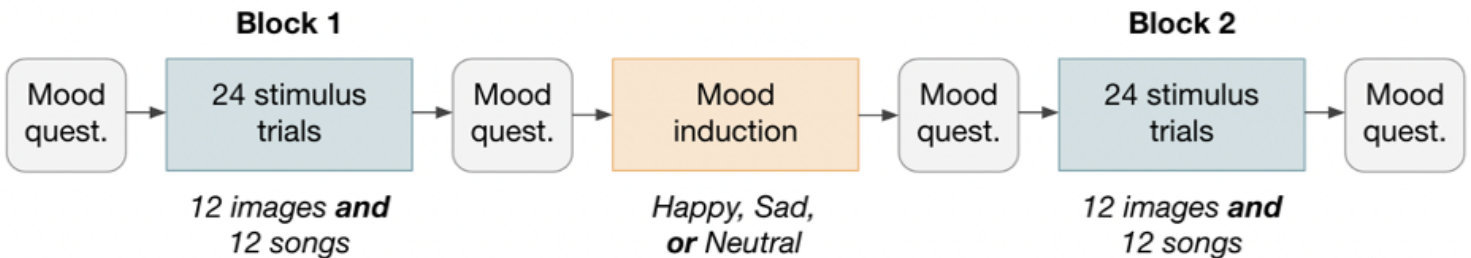 Block 1
Block 2
Mood
quest.
24 stimulus
trials
Mood
quest.
Mood
induction
Mood
quest.
24 stimulus
trials
Mood
quest.
12 images and
12 songs
Happy, Sad,
or Neutral
12 images and
12 songs